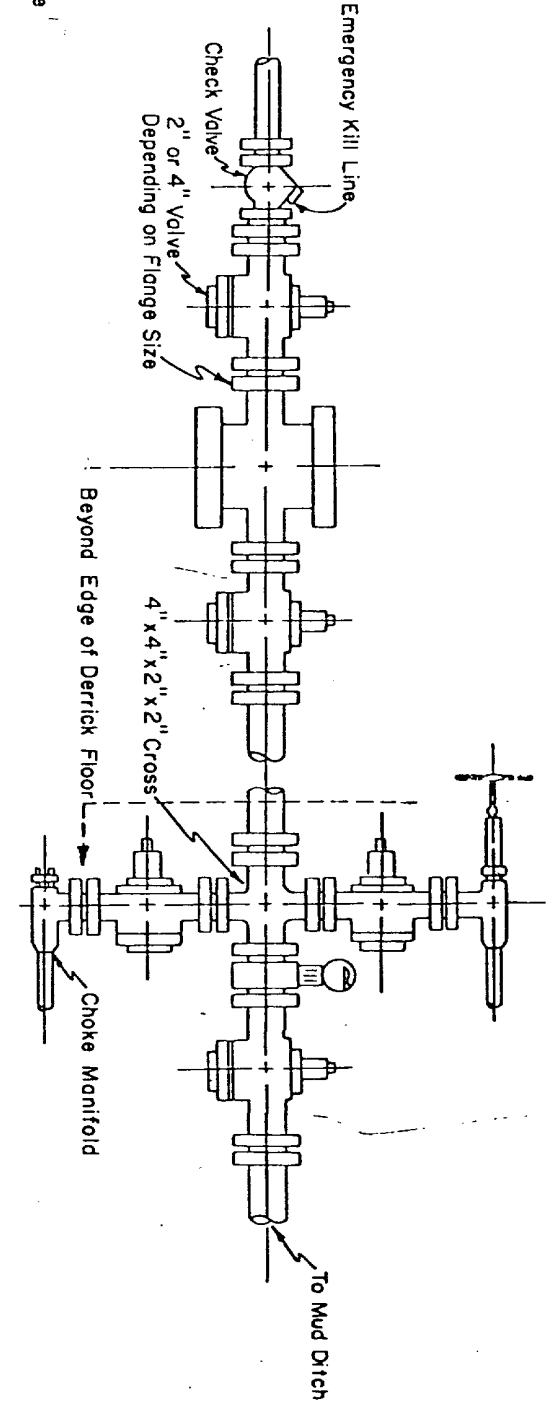 Emergency Kill Line
Check Valve
2" or 4" Valve
Depending on Flange Size
4" x 4" x 2" x 2" Cross
Beyond Edge of Derrick Floor
Choke Manifold
To Mud Ditch